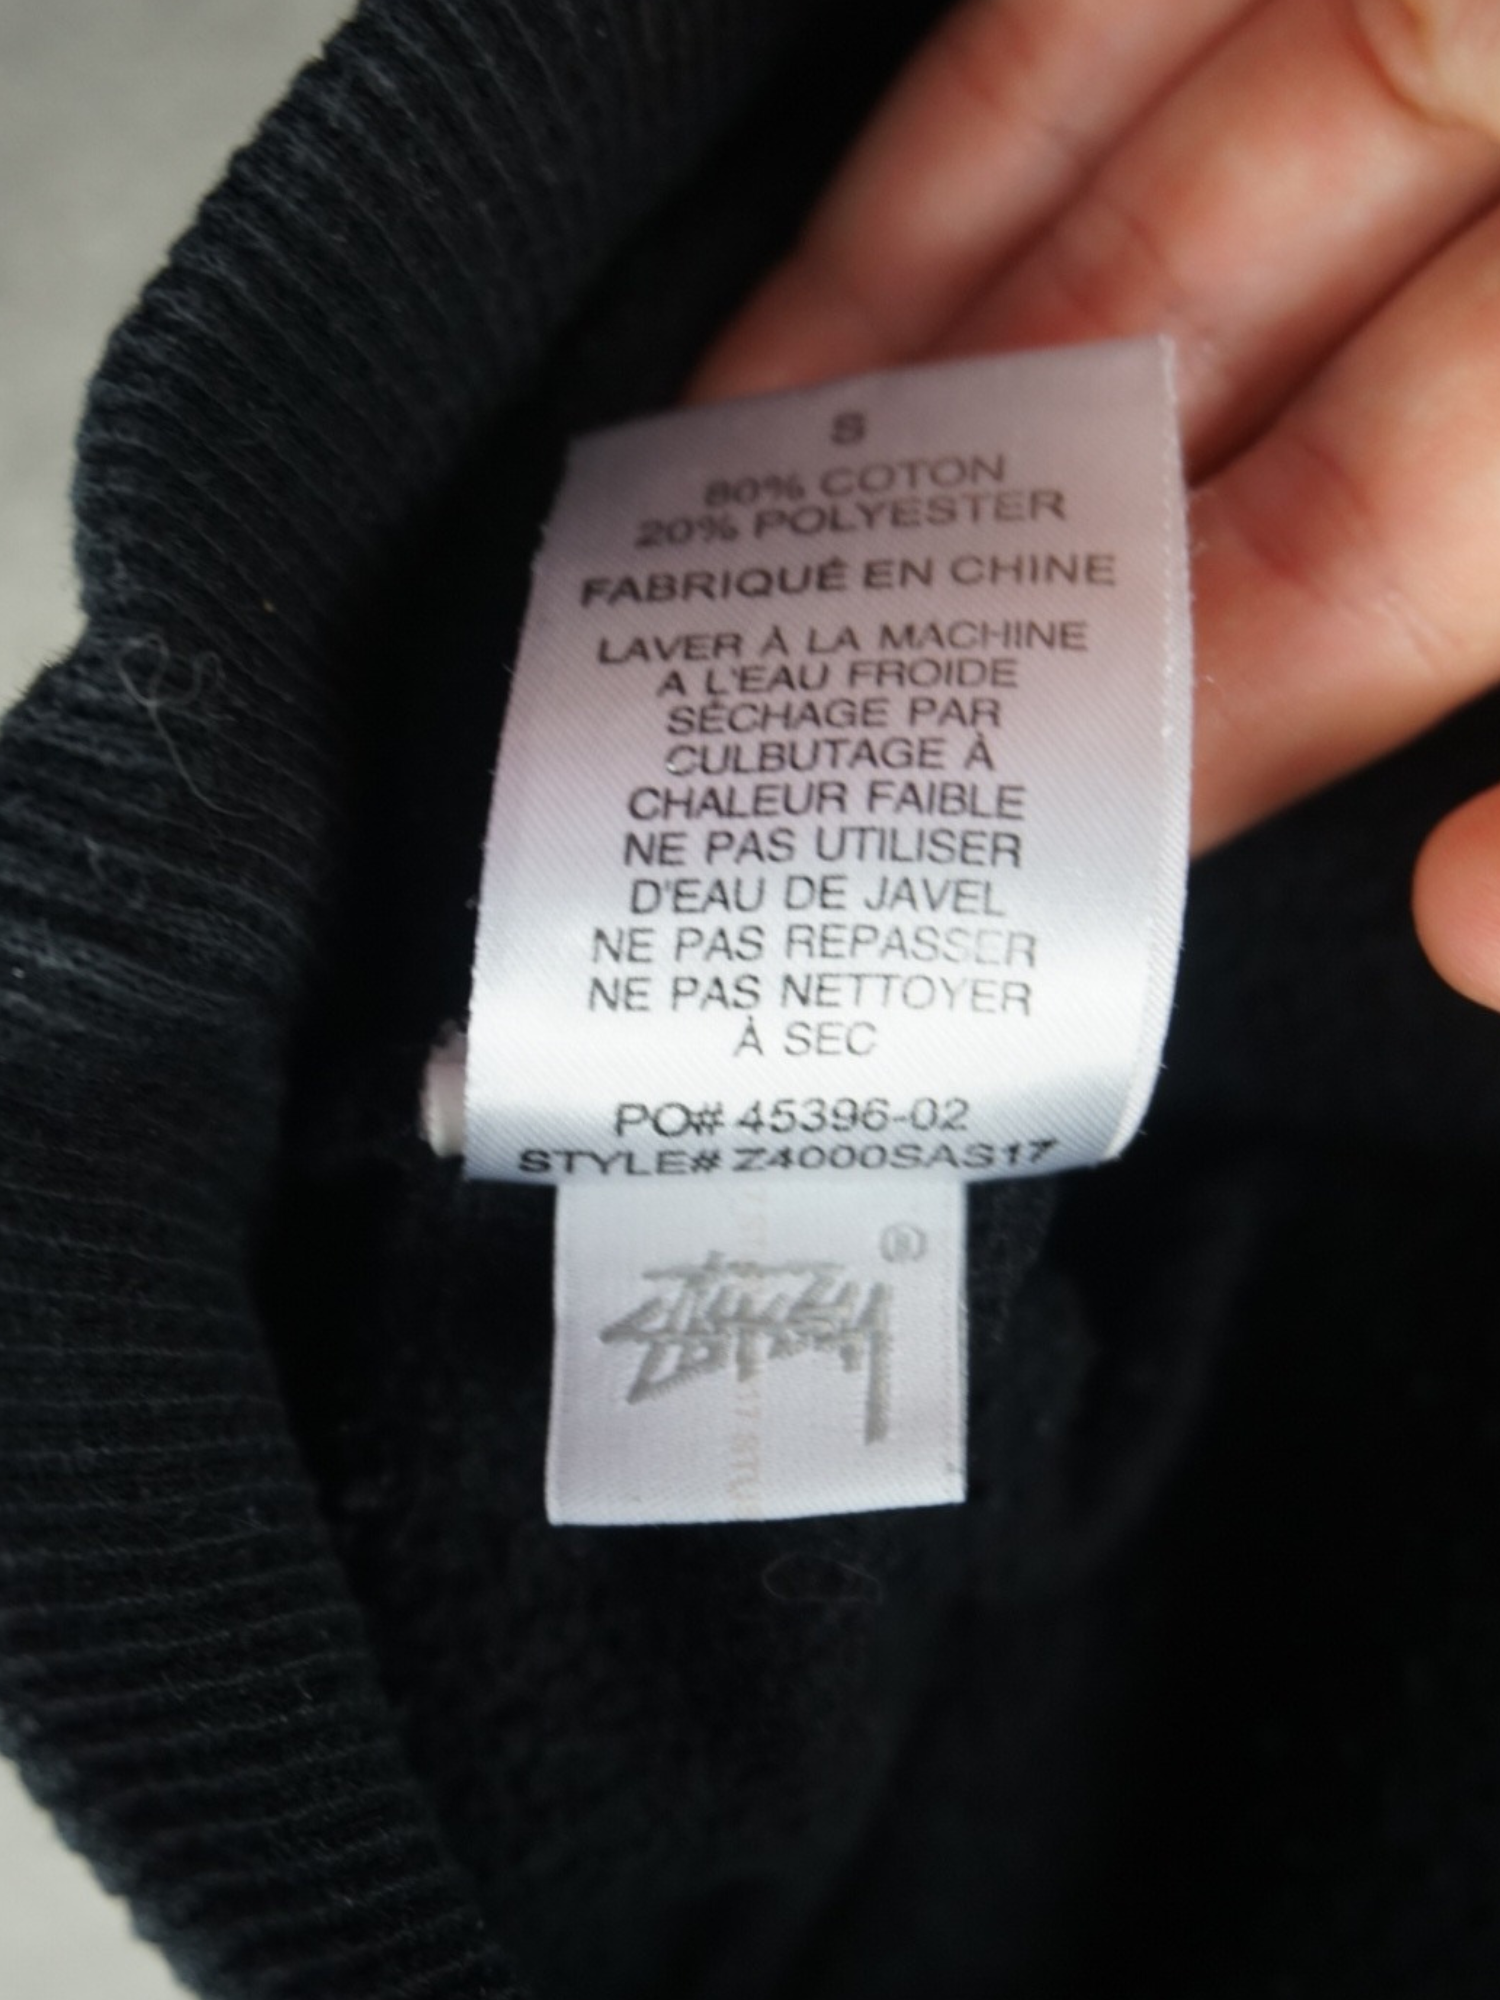 S
80% COTON
20% POLYESTER
FABRIQUÉ EN CHINE
LAVER À LA MACHINE
A L'EAU FROIDE
SÉCHAGE PAR
CULBUTAGE À
CHALEUR FAIBLE
NE PAS UTILISER
D'EAU DE JAVEL
NE PAS REPASSER
NE PAS NETTOYER
À SEC
PO# 45396-02
STYLE# Z4000SAS17
Stüssy ®